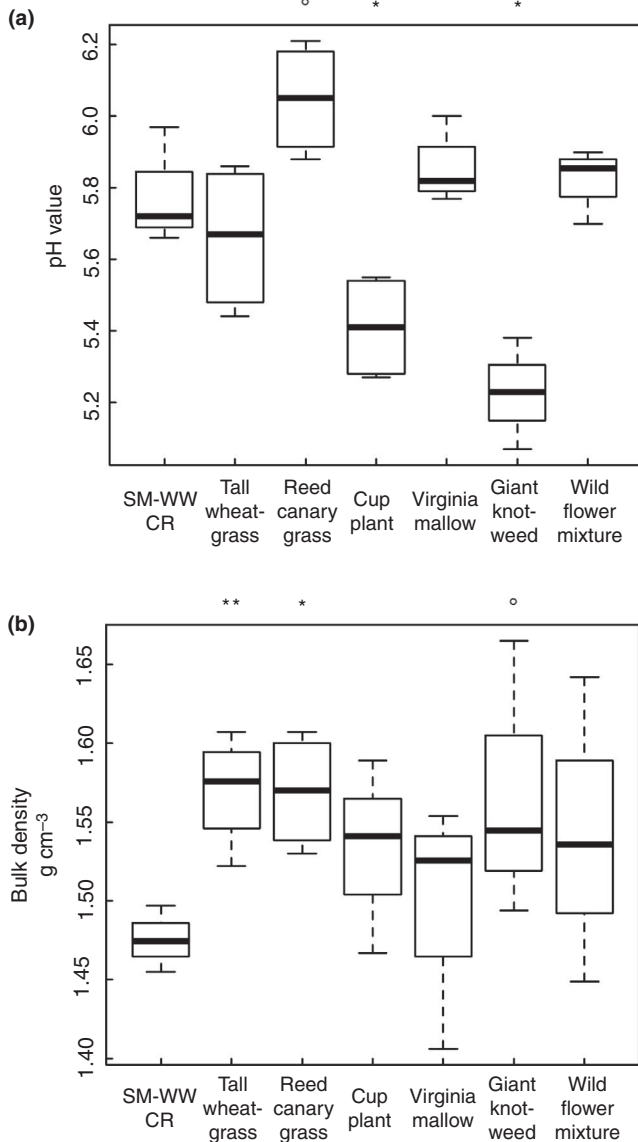 (a)
° * *
6.2
6.0
5.8
5.6
5.4
5.2
pH value
SM-WW
CR
Tall
wheat-
grass
Reed
canary
grass
Cup
plant
Virginia
mallow
Giant
knot-
weed
Wild
flower
mixture
(b)
** * °
1.65
1.60
1.55
1.50
1.45
1.40
Bulk density
g cm−3
SM-WW
CR
Tall
wheat-
grass
Reed
canary
grass
Cup
plant
Virginia
mallow
Giant
knot-
weed
Wild
flower
mixture